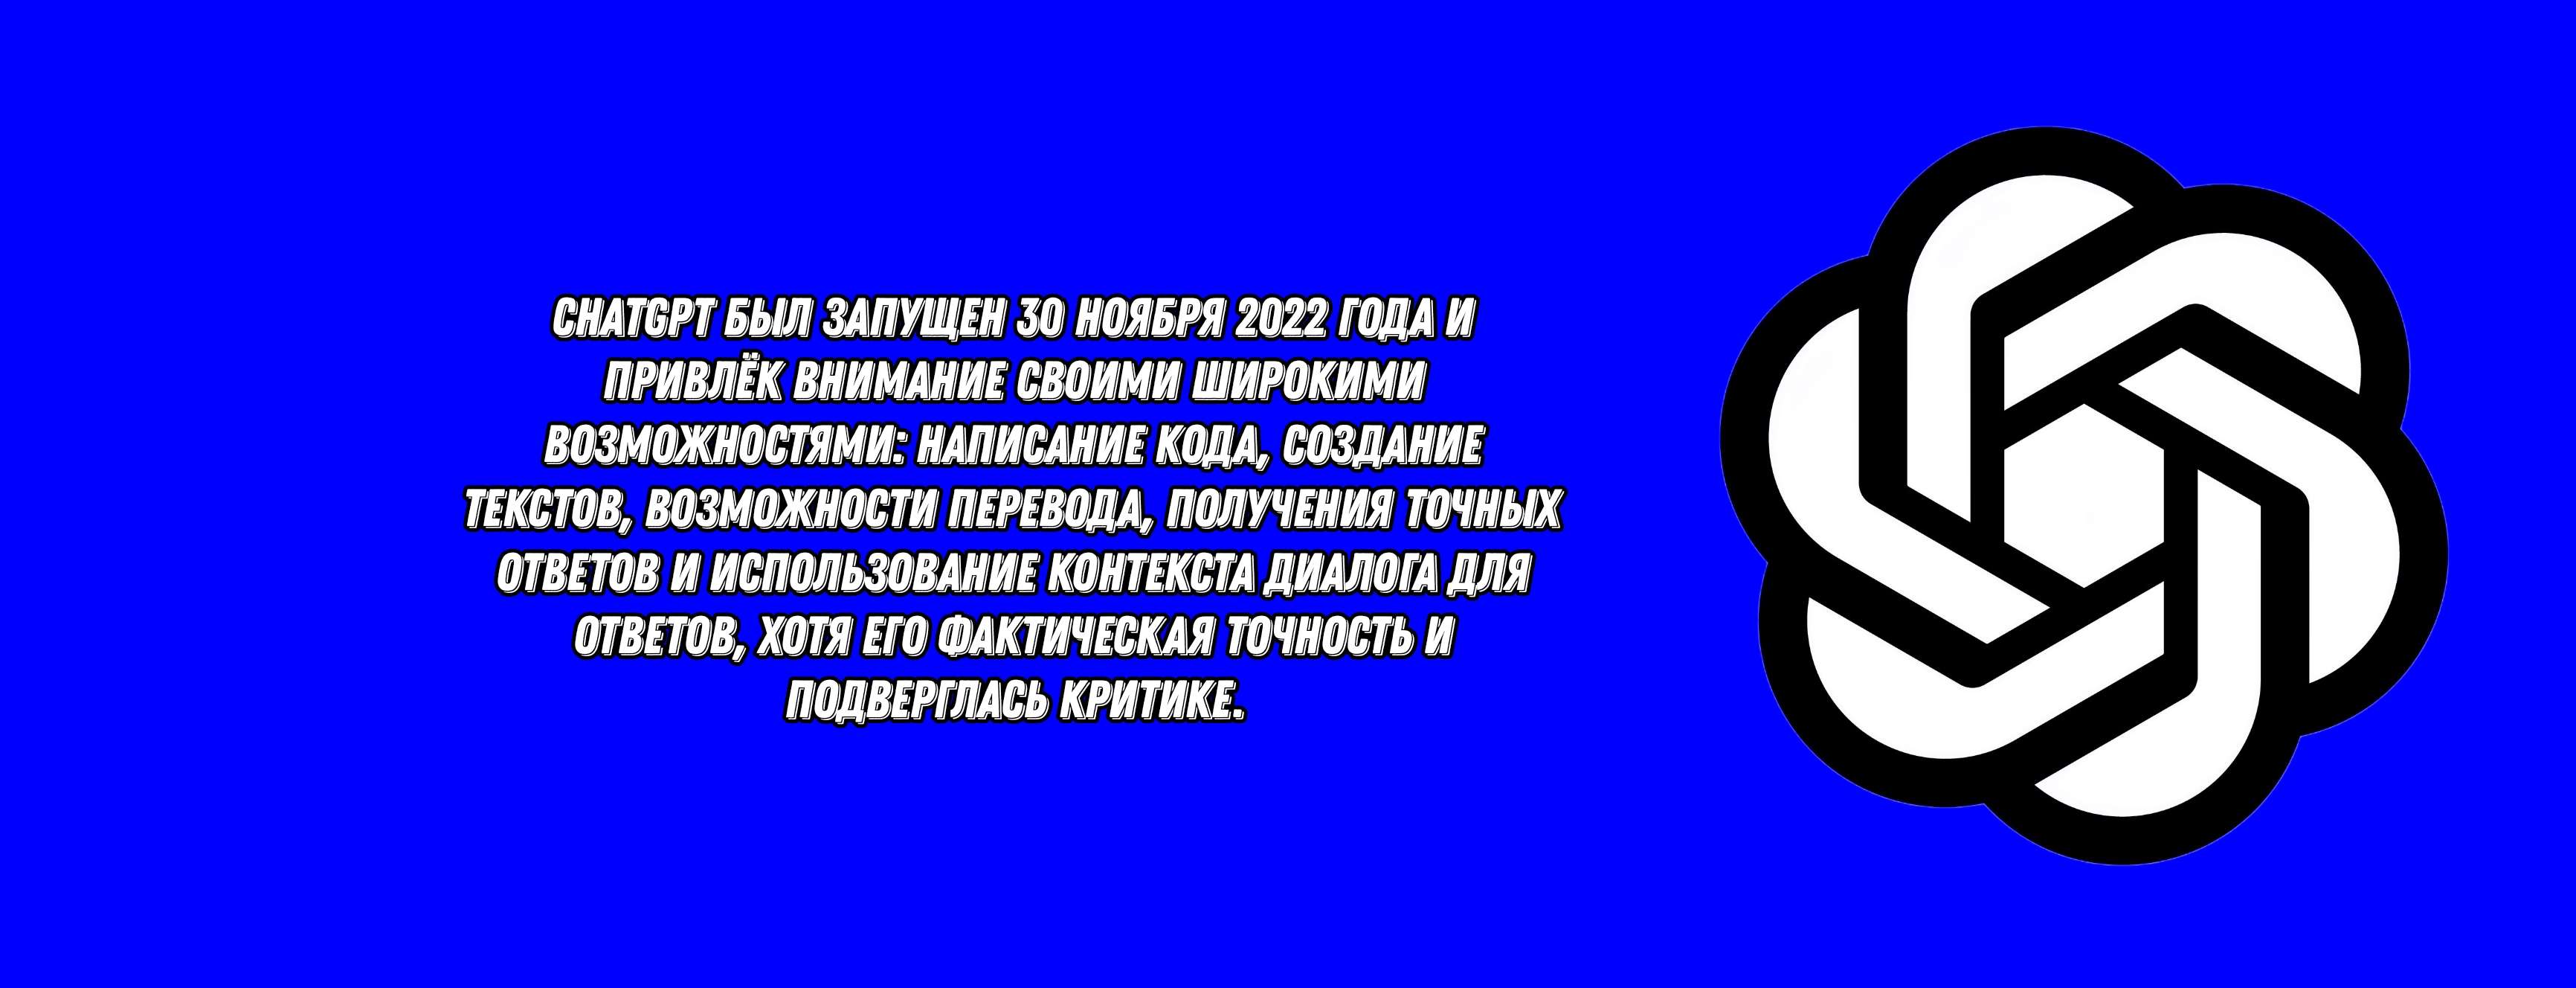 CHATGPT БЫЛ ЗАПУЩЕН 30 НОЯБРЯ 2022 ГОДА И
ПРИВЛЁК ВНИМАНИЕ СВОИМИ ШИРОКИМИ
ВОЗМОЖНОСТЯМИ: НАПИСАНИЕ КОДА, СОЗДАНИЕ
ТЕКСТОВ, ВОЗМОЖНОСТИ ПЕРЕВОДА, ПОЛУЧЕНИЯ ТОЧНЫХ
ОТВЕТОВ И ИСПОЛЬЗОВАНИЕ КОНТЕКСТА ДИАЛОГА ДЛЯ
ОТВЕТОВ, ХОТЯ ЕГО ФАКТИЧЕСКАЯ ТОЧНОСТЬ И
ПОДВЕРГЛАСЬ КРИТИКЕ.